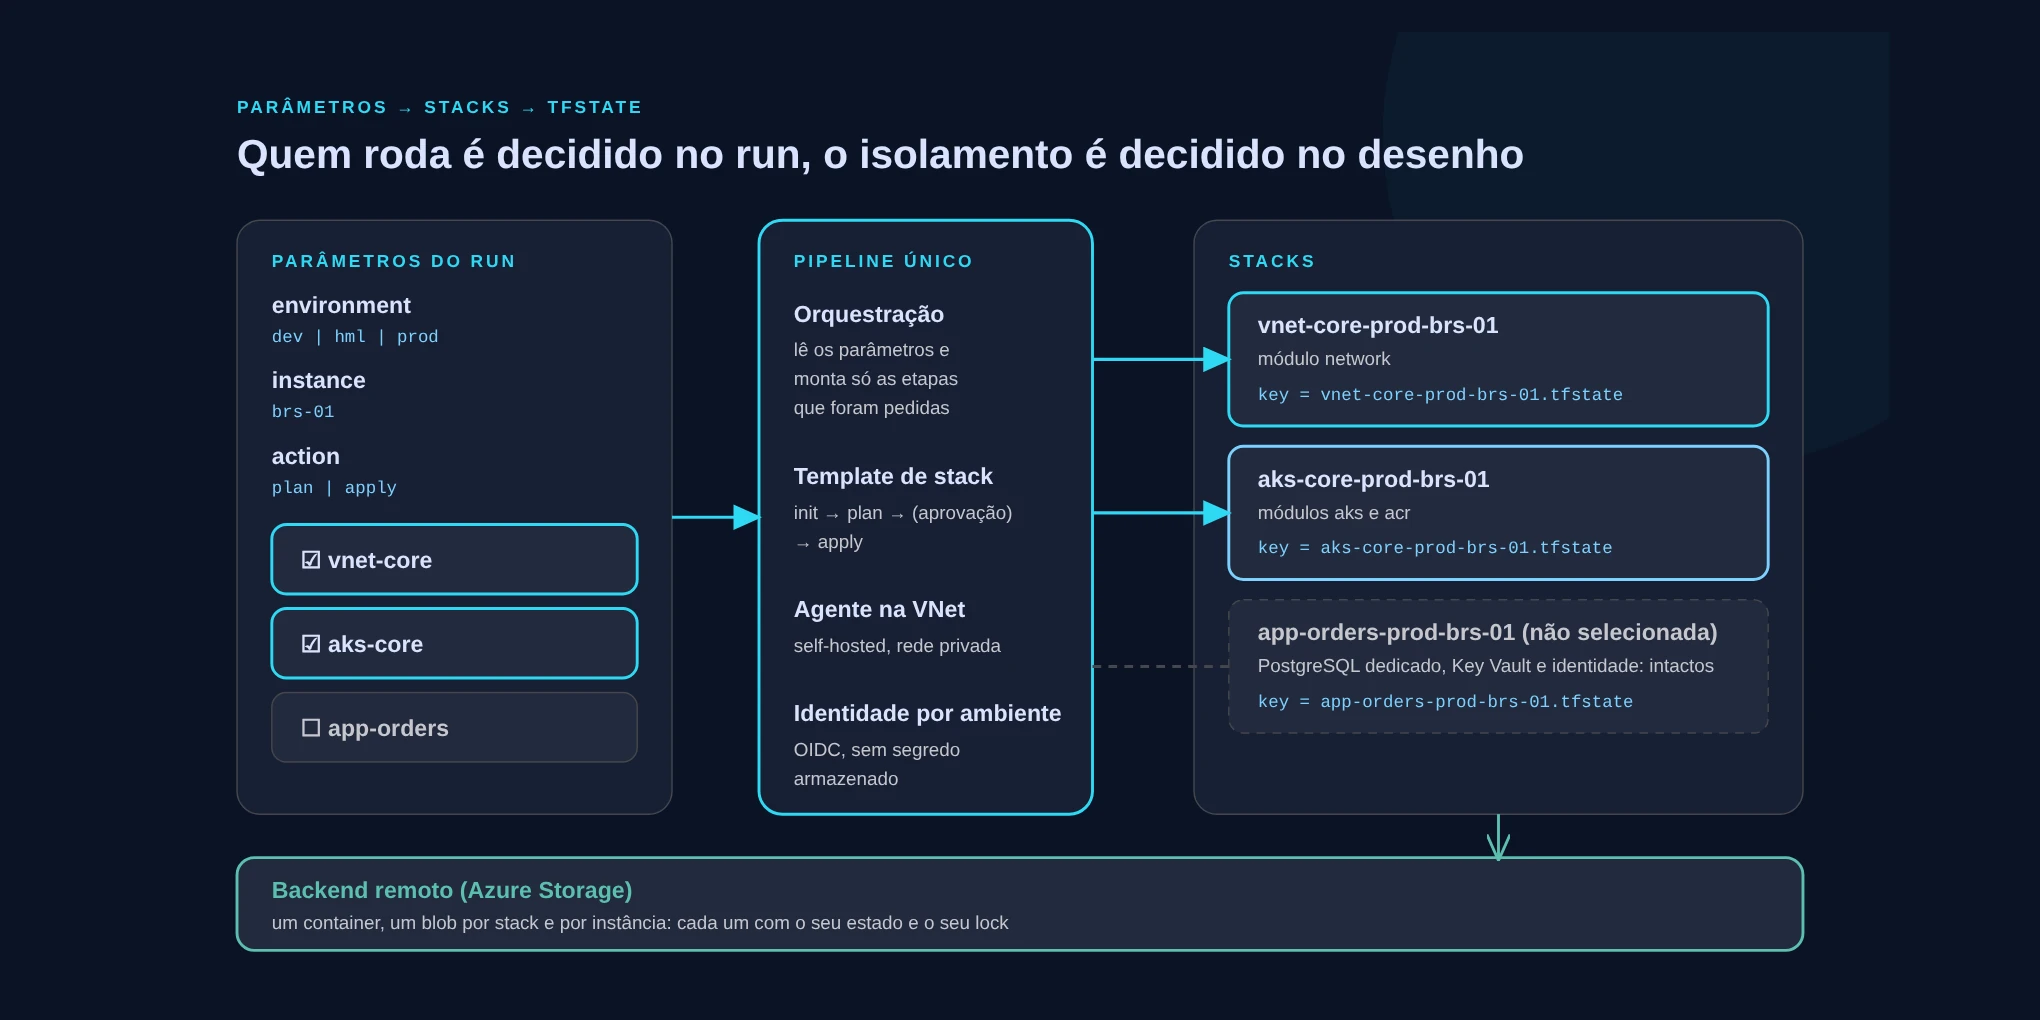 PARÂMETROS → STACKS → TFSTATE
Quem roda é decidido no run, o isolamento é decidido no desenho
PARÂMETROS DO RUN
environment
dev | hml | prod
instance
brs-01
action
plan | apply
☑ vnet-core
☑ aks-core
☐ app-orders
PIPELINE ÚNICO
Orquestração
lê os parâmetros e
monta só as etapas
que foram pedidas
Template de stack
init → plan → (aprovação)
→ apply
Agente na VNet
self-hosted, rede privada
Identidade por ambiente
OIDC, sem segredo
armazenado
STACKS
vnet-core-prod-brs-01
módulo network
key = vnet-core-prod-brs-01.tfstate
aks-core-prod-brs-01
módulos aks e acr
key = aks-core-prod-brs-01.tfstate
app-orders-prod-brs-01 (não selecionada)
PostgreSQL dedicado, Key Vault e identidade: intactos
key = app-orders-prod-brs-01.tfstate
Backend remoto (Azure Storage)
um container, um blob por stack e por instância: cada um com o seu estado e o seu lock